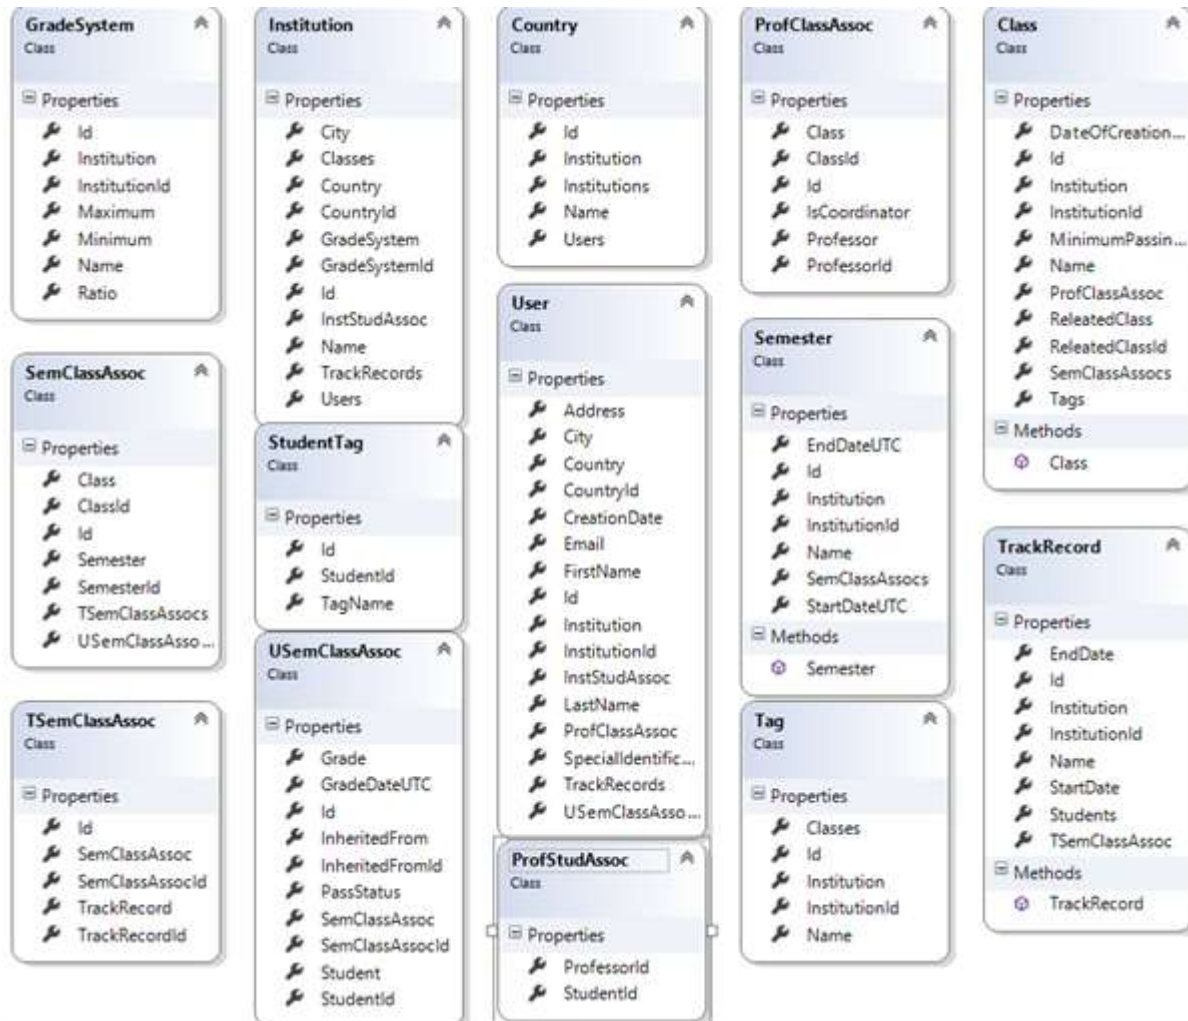 GradeSystem
Class
Properties
Id
Institution
InstitutionId
Maximum
Minimum
Name
Ratio
SemClassAssoc
Class
Properties
Class
ClassId
Id
Semester
SemesterId
TSemClassAssocs
USemClassAsso...
TSemClassAssoc
Class
Properties
Id
SemClassAssoc
SemClassAssocId
TrackRecord
TrackRecordId
Institution
Class
Properties
City
Classes
Country
CountryId
GradeSystem
GradeSystemId
Id
InstStudAssoc
Name
TrackRecords
Users
StudentTag
Class
Properties
Id
StudentId
TagName
USemClassAssoc
Class
Properties
Grade
GradeDateUTC
Id
InheritedFrom
InheritedFromId
PassStatus
SemClassAssoc
SemClassAssocId
Student
StudentId
Country
Class
Properties
Id
Institution
Institutions
Name
Users
User
Class
Properties
Address
City
Country
CountryId
CreationDate
Email
FirstName
Id
Institution
InstitutionId
InstStudAssoc
LastName
ProfClassAssoc
SpecialIdentific...
TrackRecords
USemClassAsso...
ProfStudAssoc
Class
Properties
ProfessorId
StudentId
ProfClassAssoc
Class
Properties
Class
ClassId
Id
IsCoordinator
Professor
ProfessorId
Semester
Class
Properties
EndDateUTC
Id
Institution
InstitutionId
Name
SemClassAssocs
StartDateUTC
Methods
Semester
Tag
Class
Properties
Classes
Id
Institution
InstitutionId
Name
Class
Class
Properties
DateOfCreation...
Id
Institution
InstitutionId
MinimumPassin...
Name
ProfClassAssoc
ReleatedClass
ReleatedClassId
SemClassAssocs
Tags
Methods
Class
TrackRecord
Class
Properties
EndDate
Id
Institution
InstitutionId
Name
StartDate
Students
TSemClassAssoc
Methods
TrackRecord